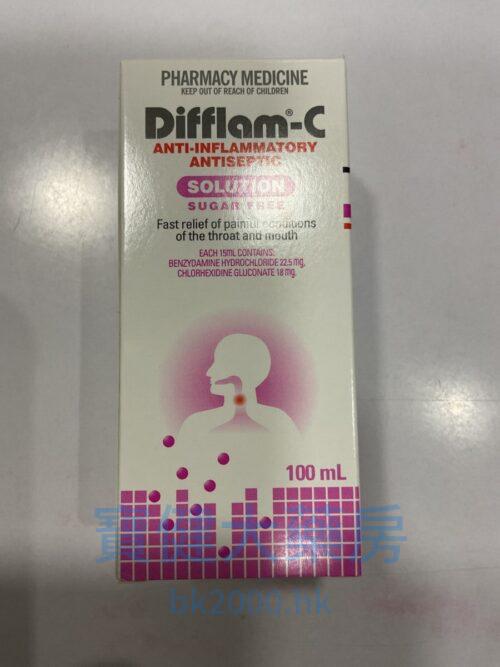 PHARMACY MEDICINE
KEEP OUT OF REACH OF CHILDREN
Difflam®-C
ANTI-INFLAMMATORY
ANTISEPTIC
SOLUTION
SUGAR FREE
Fast relief of painful conditions
of the throat and mouth
EACH 15mL CONTAINS:
BENZYDAMINE HYDROCHLORIDE 22.5 mg,
CHLORHEXIDINE GLUCONATE 18 mg.
100 mL
寶健大藥房
bk2000.hk